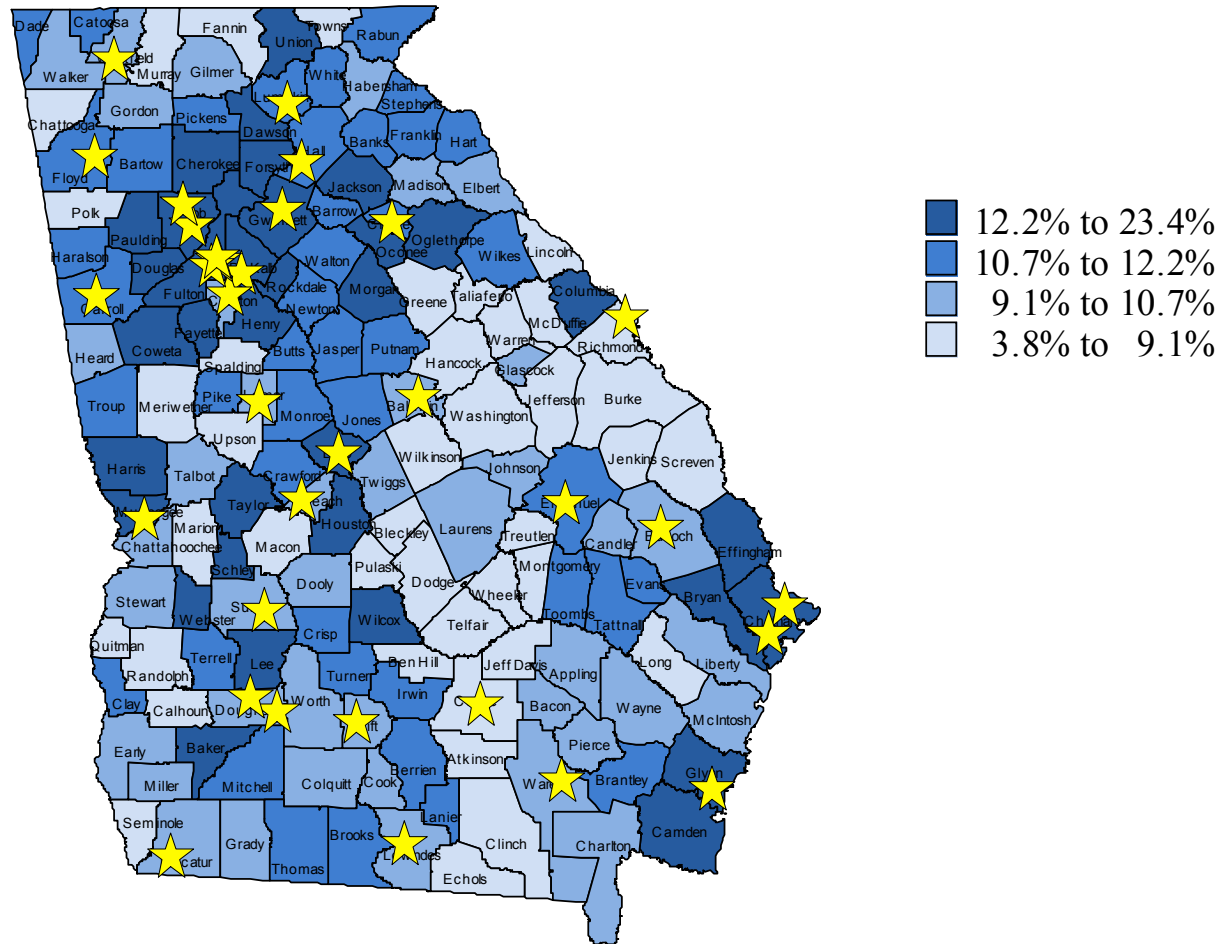 Dade
Catoosa
Fannin
Towns
Union
Rabun
Walker
Murray
Gilmer
White
Habersham
Stephens
Gordon
Chattooga
Pickens
Dawson
Banks
Franklin
Hart
Floyd
Bartow
Cherokee
Forsyth
Hall
Jackson
Madison
Elbert
Polk
Paulding
Gwinnett
Barrow
Oglethorpe
Oconee
Wilkes
Lincoln
Haralson
Douglas
Walton
Carroll
Fulton
Rockdale
Newton
Morgan
Greene
Taliaferro
Columbia
McDuffie
Fayette
Henry
Warren
Richmond
Heard
Coweta
Spalding
Butts
Jasper
Putnam
Hancock
Glascock
Troup
Meriwether
Pike
Monroe
Jones
Washington
Jefferson
Burke
Upson
Harris
Talbot
Crawford
Twiggs
Wilkinson
Johnson
Jenkins
Screven
Taylor
Houston
Marion
Chattahoochee
Macon
Bleckley
Laurens
Treutlen
Candler
Effingham
Schley
Dooly
Pulaski
Dodge
Montgomery
Wheeler
Evans
Bryan
Stewart
Webster
Crisp
Wilcox
Telfair
Toombs
Tattnall
Quitman
Randolph
Terrell
Lee
Turner
Ben Hill
Jeff Davis
Appling
Long
Liberty
Clay
Calhoun
Worth
Irwin
Bacon
Wayne
McIntosh
Early
Baker
Pierce
Atkinson
Miller
Mitchell
Colquitt
Cook
Berrien
Brantley
Glynn
Seminole
Grady
Thomas
Brooks
Lanier
Clinch
Charlton
Camden
Echols
12.2% to 23.4%
10.7% to 12.2%
9.1% to 10.7%
3.8% to 9.1%